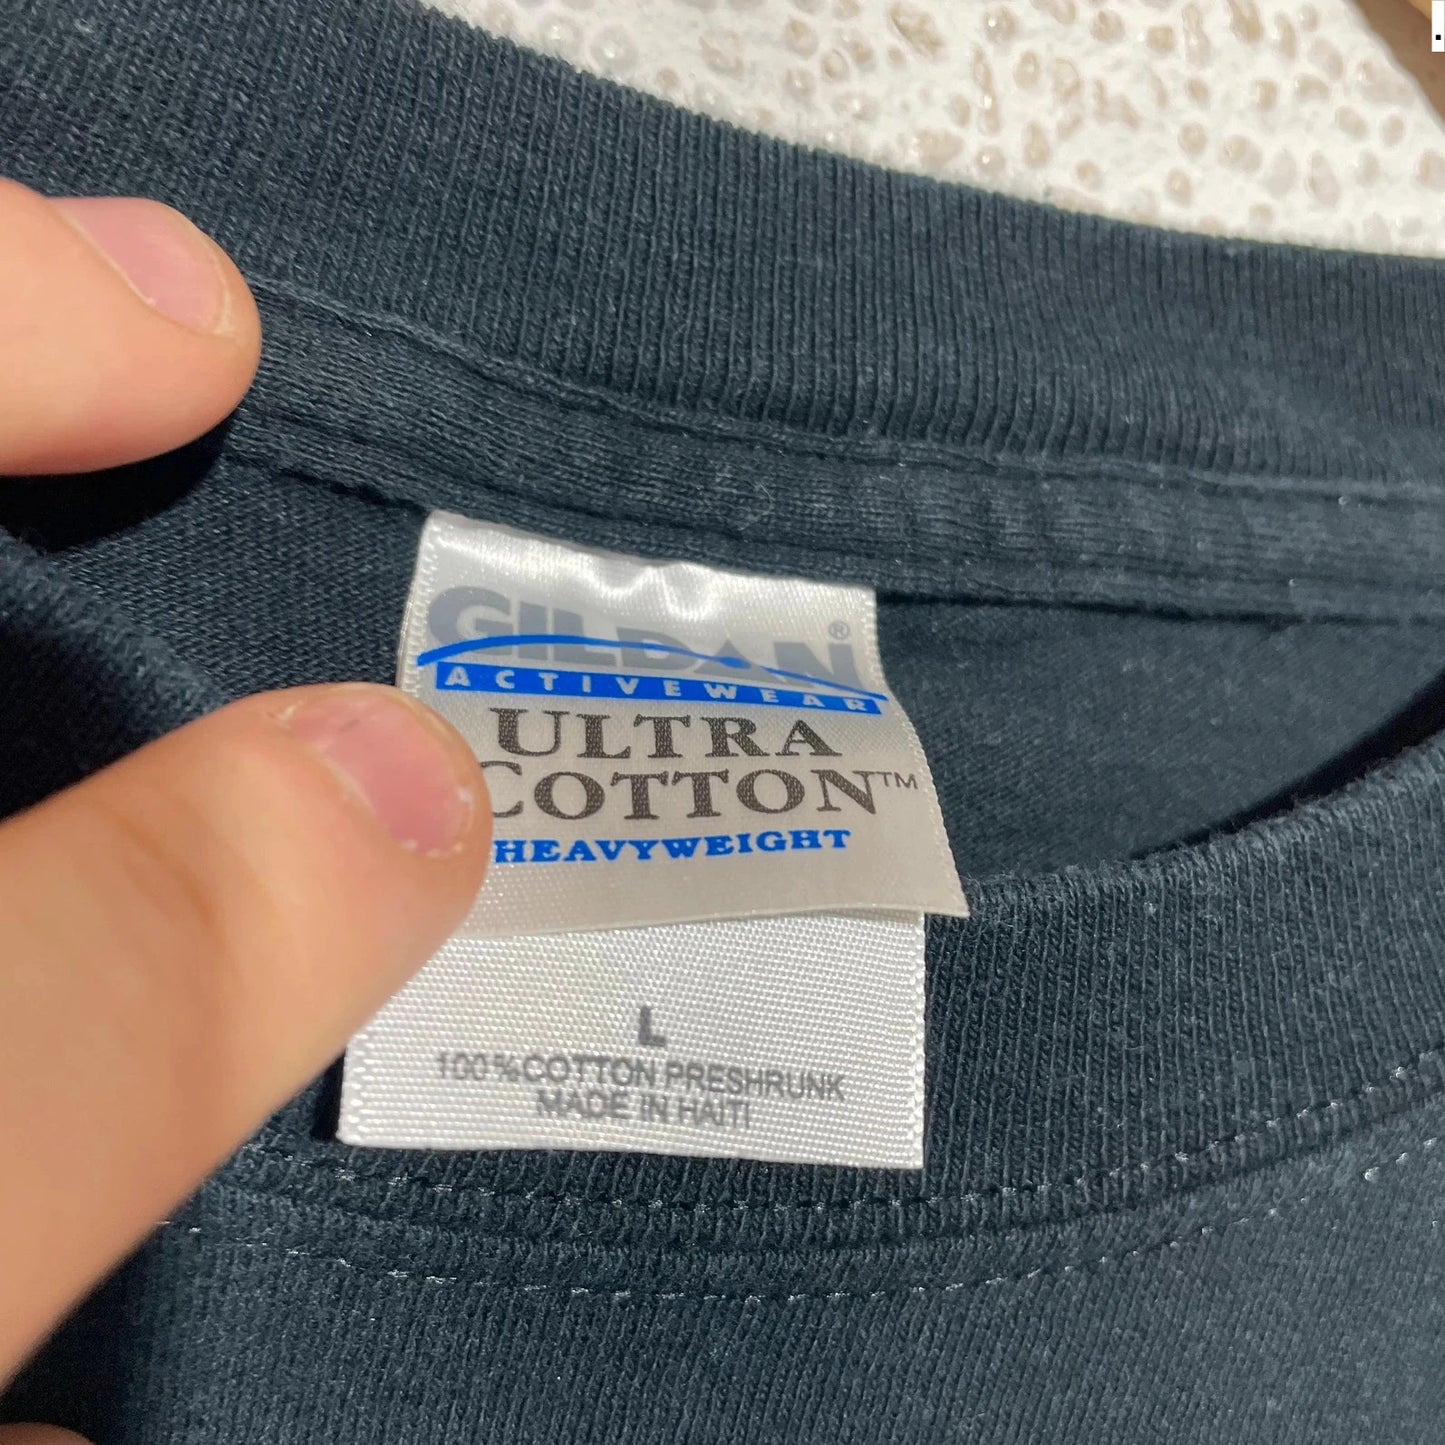 GILDAN®
ACTIVEWEAR
ULTRA
COTTON™
HEAVYWEIGHT
L
100% COTTON PRESHRUNK
MADE IN HAITI
.